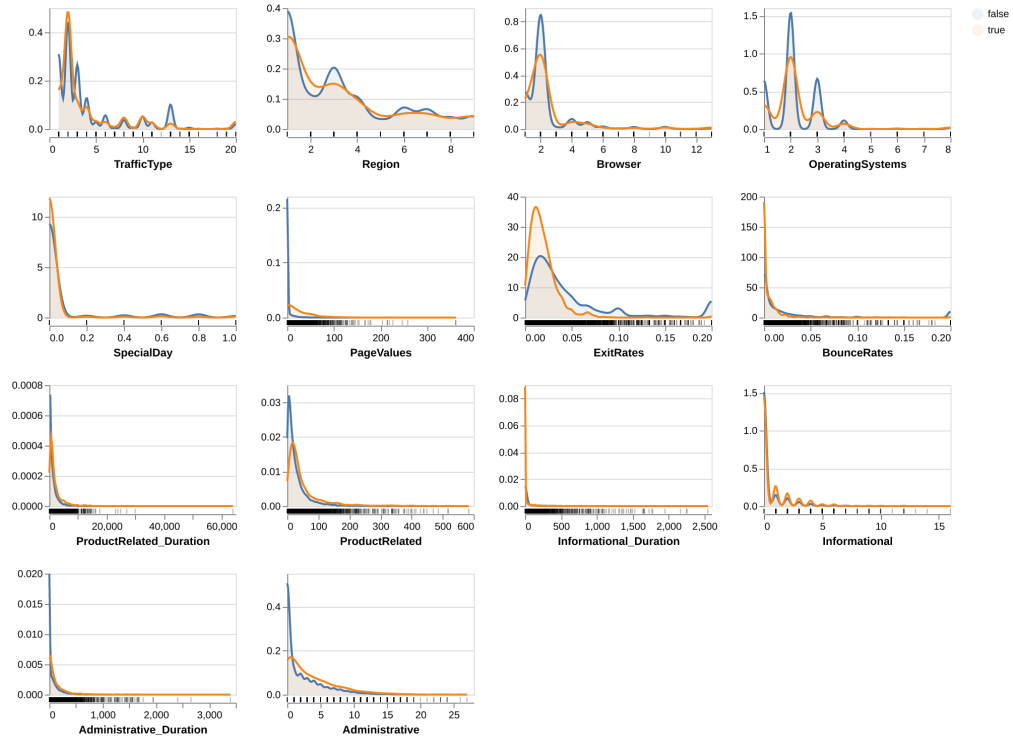 false
true
0.4
0.2
0.0
0 5 10 15 20
TrafficType
0.4
0.3
0.2
0.1
0.0
2 4 6 8
Region
0.8
0.6
0.4
0.2
0.0
2 4 6 8 10 12
Browser
1.5
1.0
0.5
0.0
1 2 3 4 5 6 7 8
OperatingSystems
10
5
0
0.0 0.2 0.4 0.6 0.8 1.0
SpecialDay
0.2
0.1
0.0
0 100 200 300 400
PageValues
40
30
20
10
0
0.00 0.05 0.10 0.15 0.20
ExitRates
200
150
100
50
0
0.00 0.05 0.10 0.15 0.20
BounceRates
0.0008
0.0006
0.0004
0.0002
0.0000
0 20,000 40,000 60,000
ProductRelated_Duration
0.03
0.02
0.01
0.00
0 100 200 300 400 500 600
ProductRelated
0.08
0.06
0.04
0.02
0.00
0 500 1,000 1,500 2,000 2,500
Informational_Duration
1.5
1.0
0.5
0.0
0 5 10 15
Informational
0.020
0.015
0.010
0.005
0.000
0 1,000 2,000 3,000
Administrative_Duration
0.4
0.2
0.0
0 5 10 15 20 25
Administrative